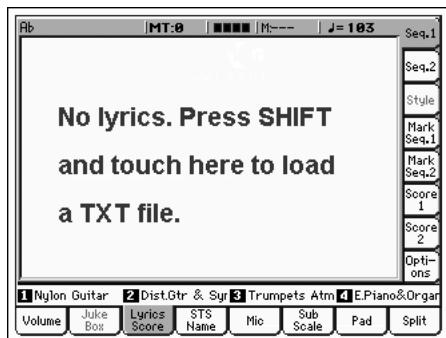 Ab MT:0 M:--- ♩=103
Seq.1
Seq.2
Style
Mark
Seq.1
Mark
Seq.2
Score
1
Score
2
Opti-
ons
No lyrics. Press SHIFT
and touch here to load
a TXT file.
1 Nylon Guitar 2 Dist.Gtr & Syr 3 Trumpets Atm 4 E.Piano&Organ
Volume
Juke
Box
Lyrics
Score
STS
Name
Mic
Sub
Scale
Pad
Split